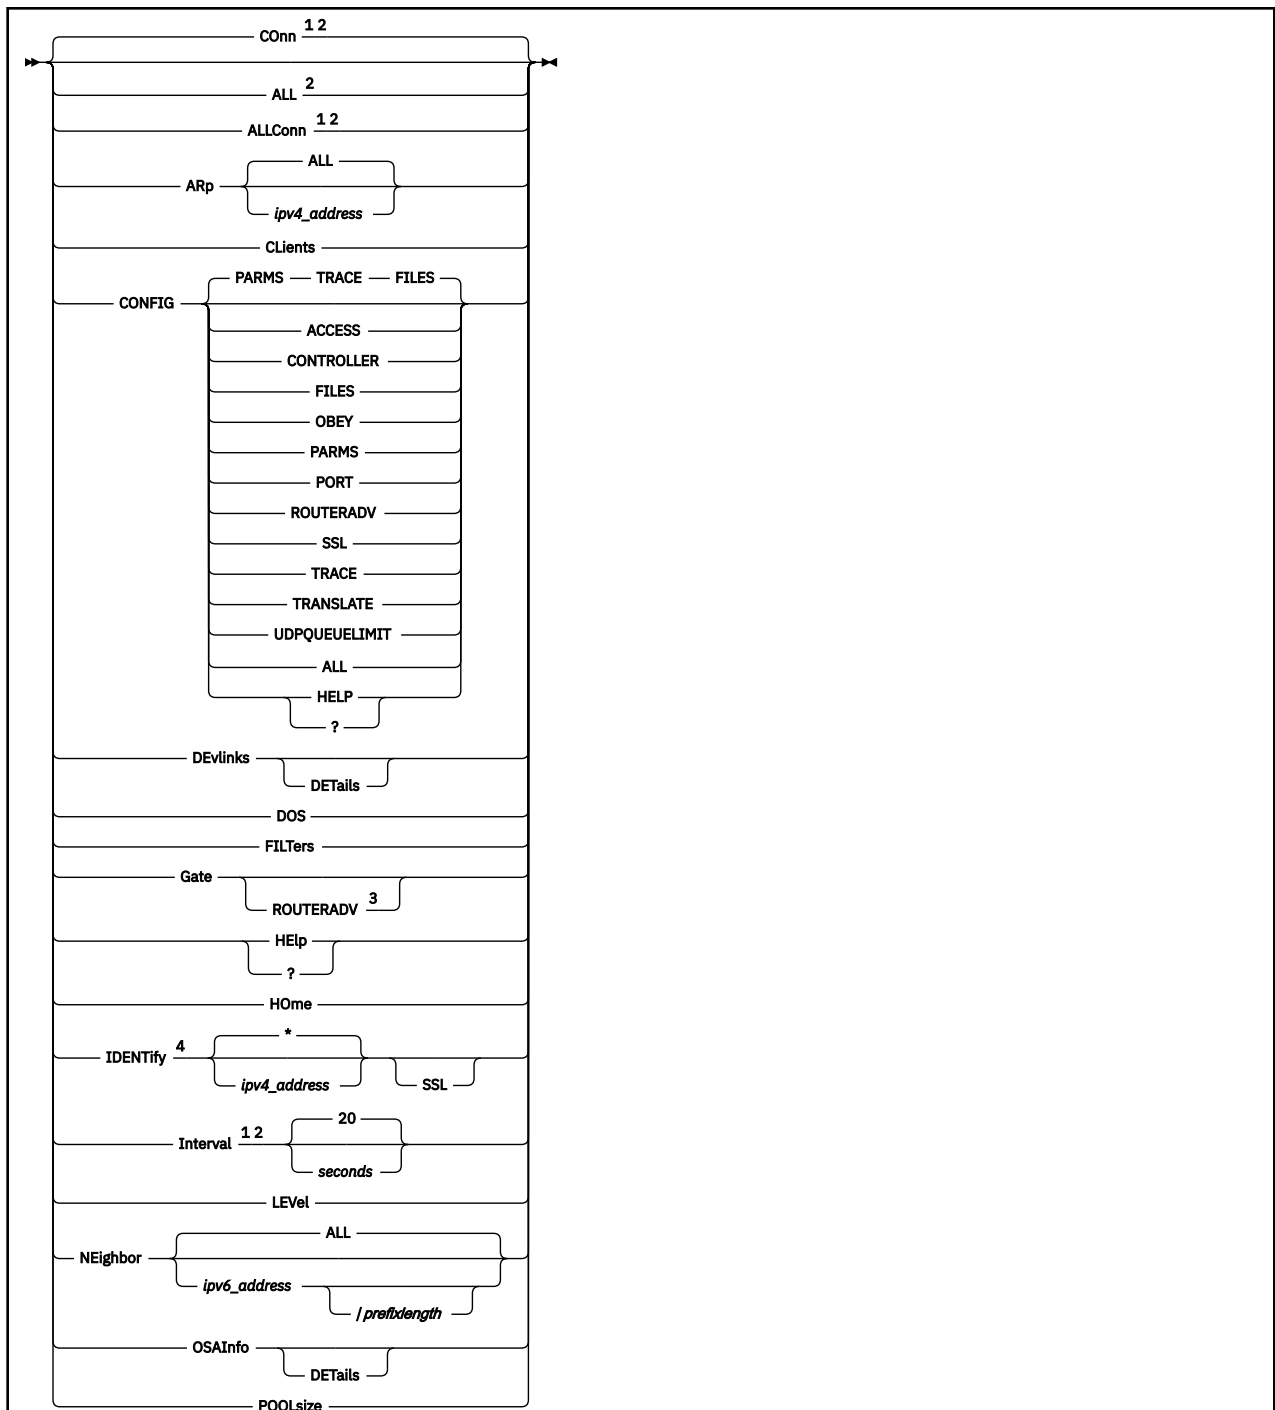 COnn 1 2
ALL 2
ALLConn 1 2
ALL
ARp
ipv4_address
CLients
PARMS TRACE FILES
CONFIG
ACCESS
CONTROLLER
FILES
OBEY
PARMS
PORT
ROUTERADV
SSL
TRACE
TRANSLATE
UDPQUEUELIMIT
ALL
HELP
?
DEvlinks
DETails
DOS
FILTers
Gate
ROUTERADV 3
HElp
?
HOme
*
IDENTify 4
ipv4_address SSL
20
Interval 1 2
seconds
LEVel
ALL
NEighbor
ipv6_address
/prefixlength
OSAInfo
DETails
POOLsize